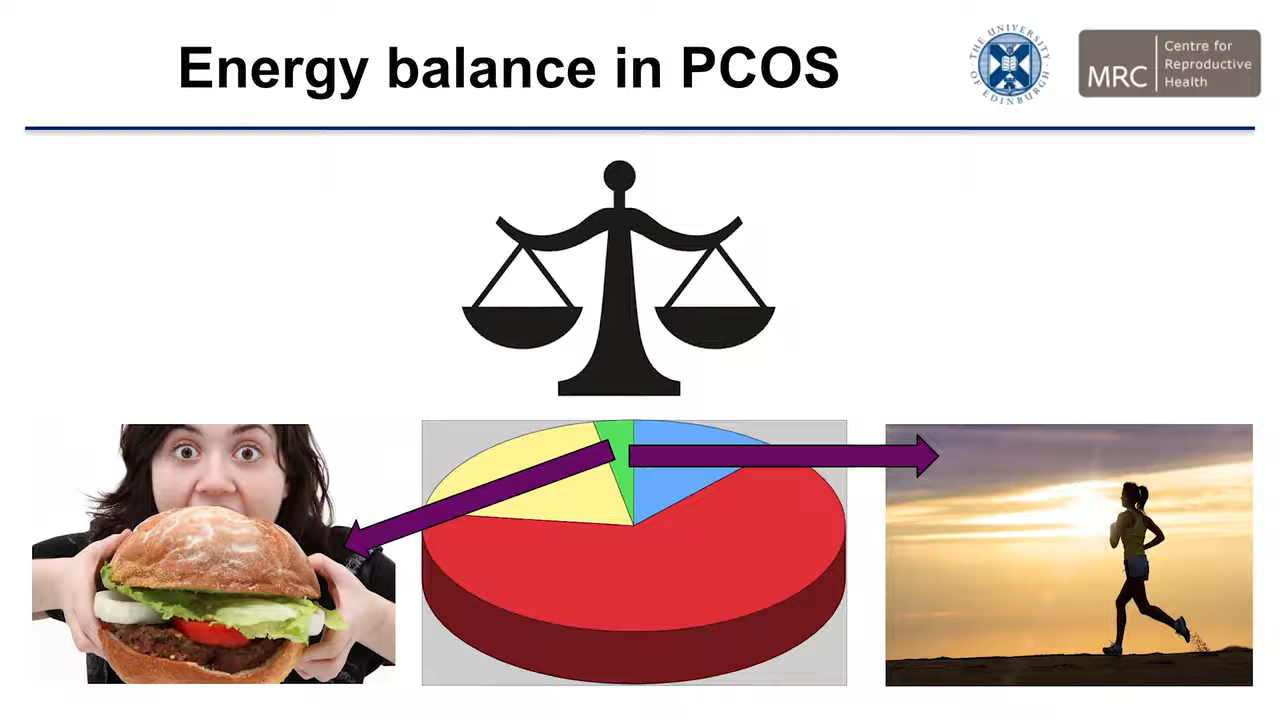 Energy balance in PCOS
THE UNIVERSITY OF EDINBURGH
MRC
Centre for
Reproductive
Health